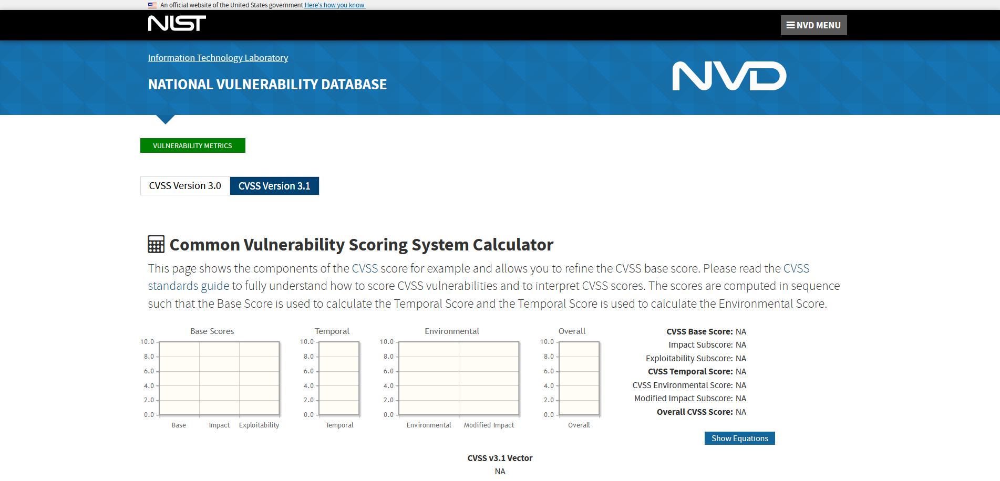 An official website of the United States government Here's how you know
NIST
NVD MENU
Information Technology Laboratory
NATIONAL VULNERABILITY DATABASE
NVD
VULNERABILITY METRICS
CVSS Version 3.0
CVSS Version 3.1
Common Vulnerability Scoring System Calculator
This page shows the components of the CVSS score for example and allows you to refine the CVSS base score. Please read the CVSS
standards guide to fully understand how to score CVSS vulnerabilities and to interpret CVSS scores. The scores are computed in sequence
such that the Base Score is used to calculate the Temporal Score and the Temporal Score is used to calculate the Environmental Score.
Base Scores
10.0
8.0
6.0
4.0
2.0
0.0
Base Impact Exploitability
Temporal
10.0
8.0
6.0
4.0
2.0
0.0
Temporal
Environmental
10.0
8.0
6.0
4.0
2.0
0.0
Environmental Modified Impact
Overall
10.0
8.0
6.0
4.0
2.0
0.0
Overall
CVSS Base Score: NA
Impact Subscore: NA
Exploitability Subscore: NA
CVSS Temporal Score: NA
CVSS Environmental Score: NA
Modified Impact Subscore: NA
Overall CVSS Score: NA
Show Equations
CVSS v3.1 Vector
NA